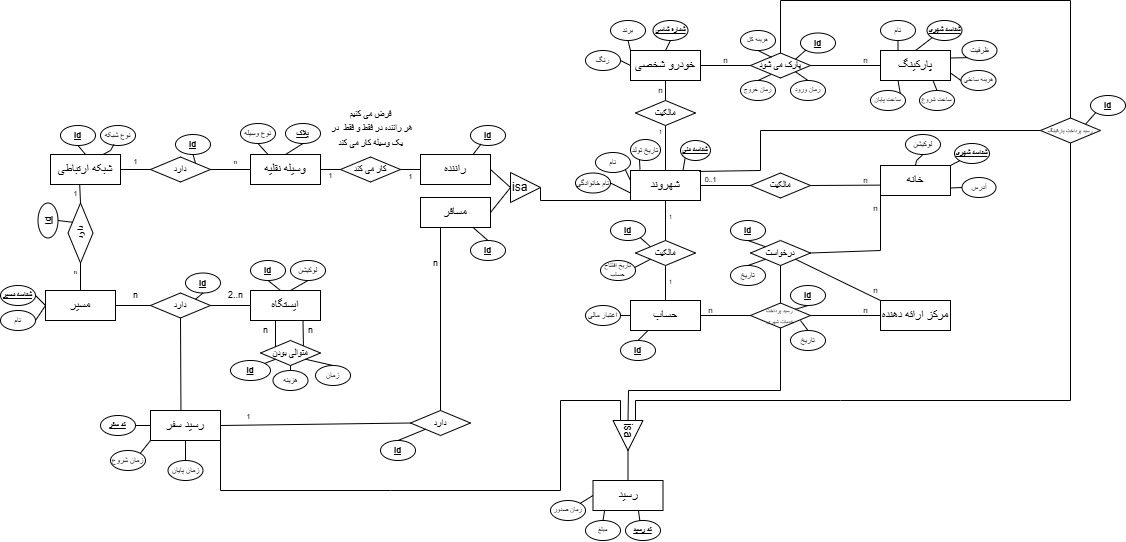 هزینه کل
id
پارک می شود
زمان خروج
زمان ورود
n
n
برند
شماره شاسی
رنگ
خودرو شخصی
نام
شناسه شهری
ظرفیت
پارکینگ
هزینه ساعتی
ساعت پایان
ساعت شروع
id
رسید پرداخت پارکینگ
n
مالکیت
1
فرض می کنیم
هر راننده در فقط و فقط در
یک وسیله کار می کند
id
نوع شبکه
شبکه ارتباطی
1
id
دارد
n
نوع وسیله
پلاک
وسیله نقلیه
1
کار می کند
1
id
راننده
isa
مسافر
id
n
نام
تاریخ تولد
شناسه ملی
نام خانوادگی
شهروند
0..1
مالکیت
n
لوکیشن
شناسه شهری
خانه
آدرس
n
1
id
دارد
n
1
id
مالکیت
تاریخ افتتاح
حساب
1
id
درخواست
تاریخ
n
شناسه مسیر
نام
مسیر
n
id
دارد
2..n
id
لوکیشن
ایستگاه
n
n
متوالی بودن
id
هزینه
زمان
اعتبار مالی
حساب
id
n
رسید پرداخت
خدمات شهری
id
تاریخ
n
مرکز ارائه دهنده
کد سفر
رسید سفر
زمان شروع
زمان پایان
1
دارد
id
isa
رسید
زمان صدور
مبلغ
کد رسید